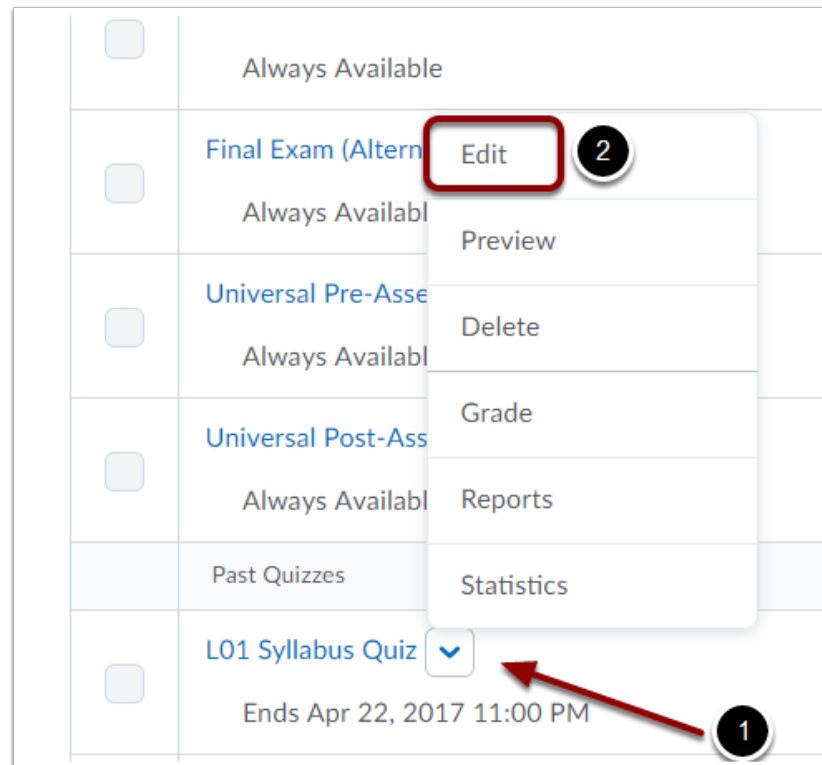 Always Available
Final Exam (Altern
Edit
2
Always Availabl
Preview
Universal Pre-Asse
Delete
Always Availabl
Grade
Universal Post-Ass
Always Availabl
Reports
Past Quizzes
Statistics
L01 Syllabus Quiz
Ends Apr 22, 2017 11:00 PM
1